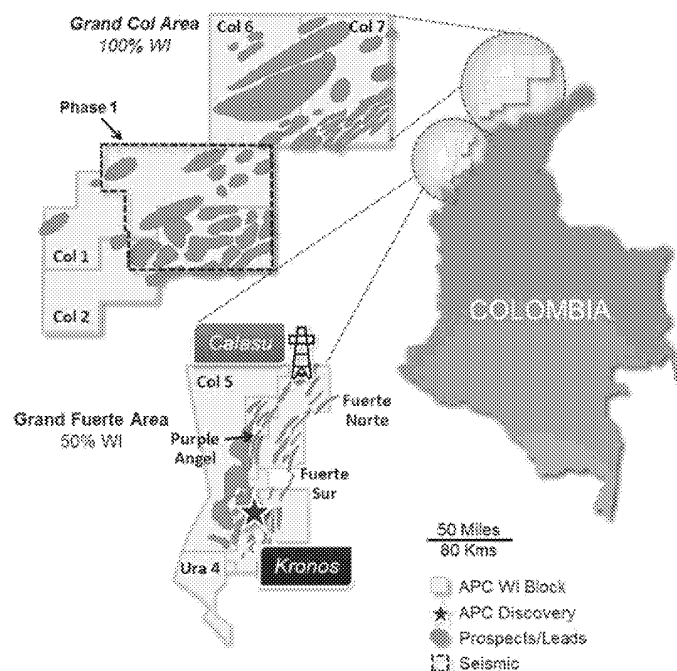 Grand Col Area
100% WI
Col 6
Col 7
Phase 1
Col 1
Col 2
COLOMBIA
Calasu
Col 5
Fuerte
Norte
Grand Fuerte Area
50% WI
Purple
Angel
Fuerte
Sur
Ura 4
Kronos
50 Miles
80 Kms
APC WI Block
APC Discovery
Prospects/Leads
Seismic